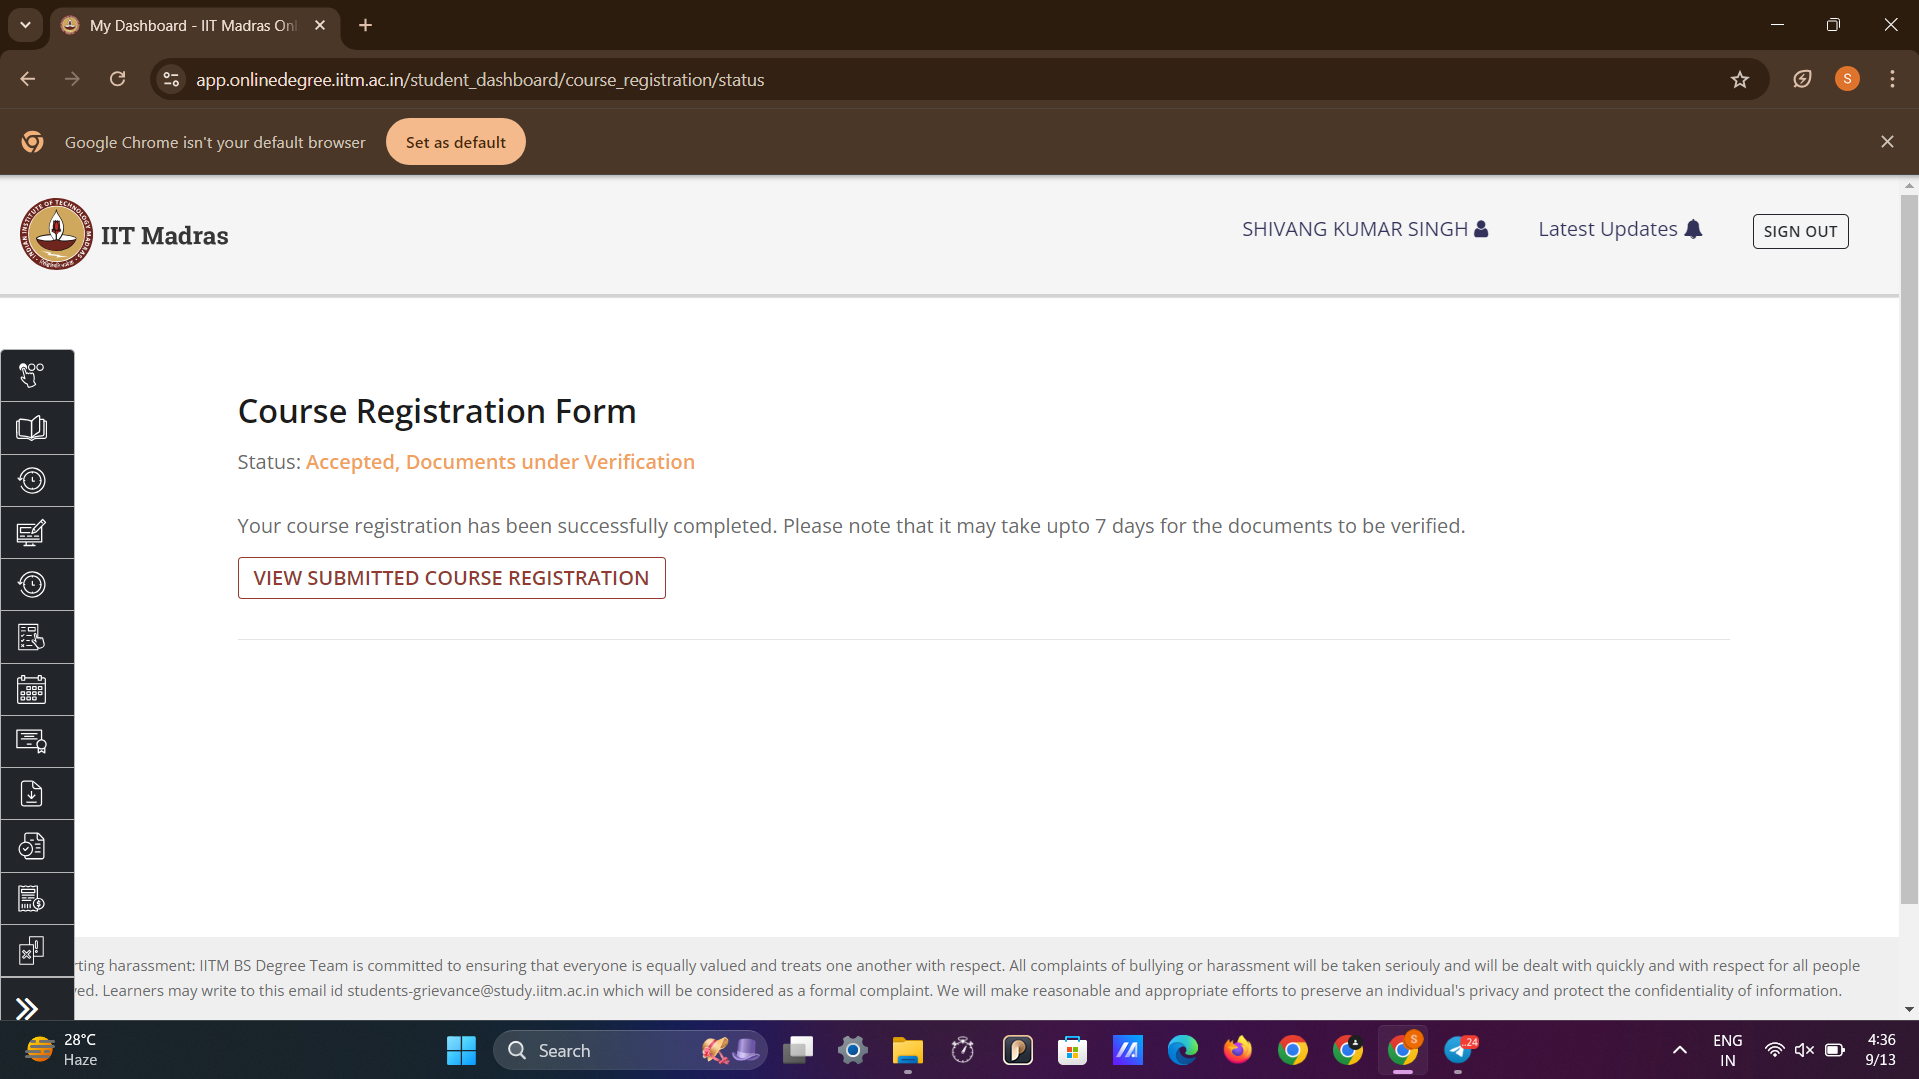 My Dashboard - IIT Madras Onl
app.onlinedegree.iitm.ac.in/student_dashboard/course_registration/status
S
Google Chrome isn't your default browser
Set as default
IIT Madras
SHIVANG KUMAR SINGH
Latest Updates
SIGN OUT
Course Registration Form
Status: Accepted, Documents under Verification
Your course registration has been successfully completed. Please note that it may take upto 7 days for the documents to be verified.
VIEW SUBMITTED COURSE REGISTRATION
rting harassment: IITM BS Degree Team is committed to ensuring that everyone is equally valued and treats one another with respect. All complaints of bullying or harassment will be taken seriouly and will be dealt with quickly and with respect for all people
ved. Learners may write to this email id students-grievance@study.iitm.ac.in which will be considered as a formal complaint. We will make reasonable and appropriate efforts to preserve an individual's privacy and protect the confidentiality of information.
28°C
Haze
Search
S
..24
ENG
IN
4:36
9/13